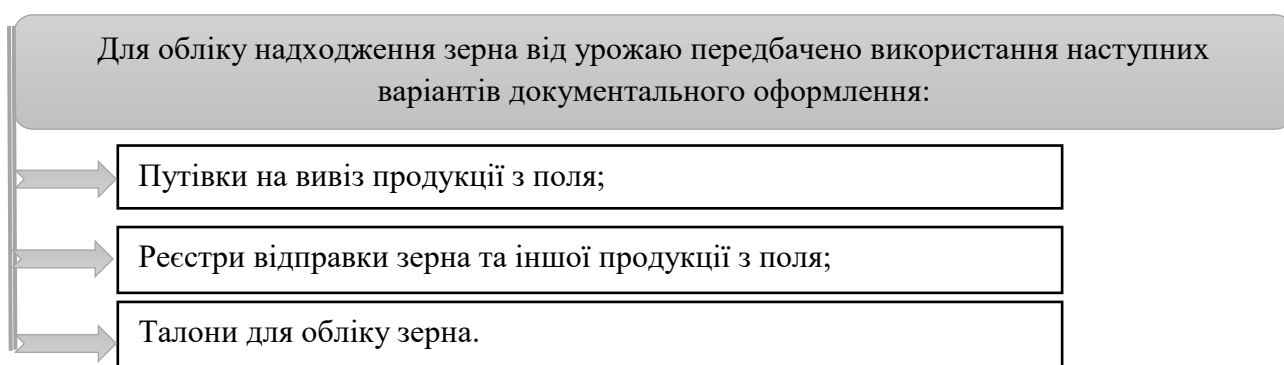 Для обліку надходження зерна від урожаю передбачено використання наступних
варіантів документального оформлення:
Путівки на вивіз продукції з поля;
Реєстри відправки зерна та іншої продукції з поля;
Талони для обліку зерна.